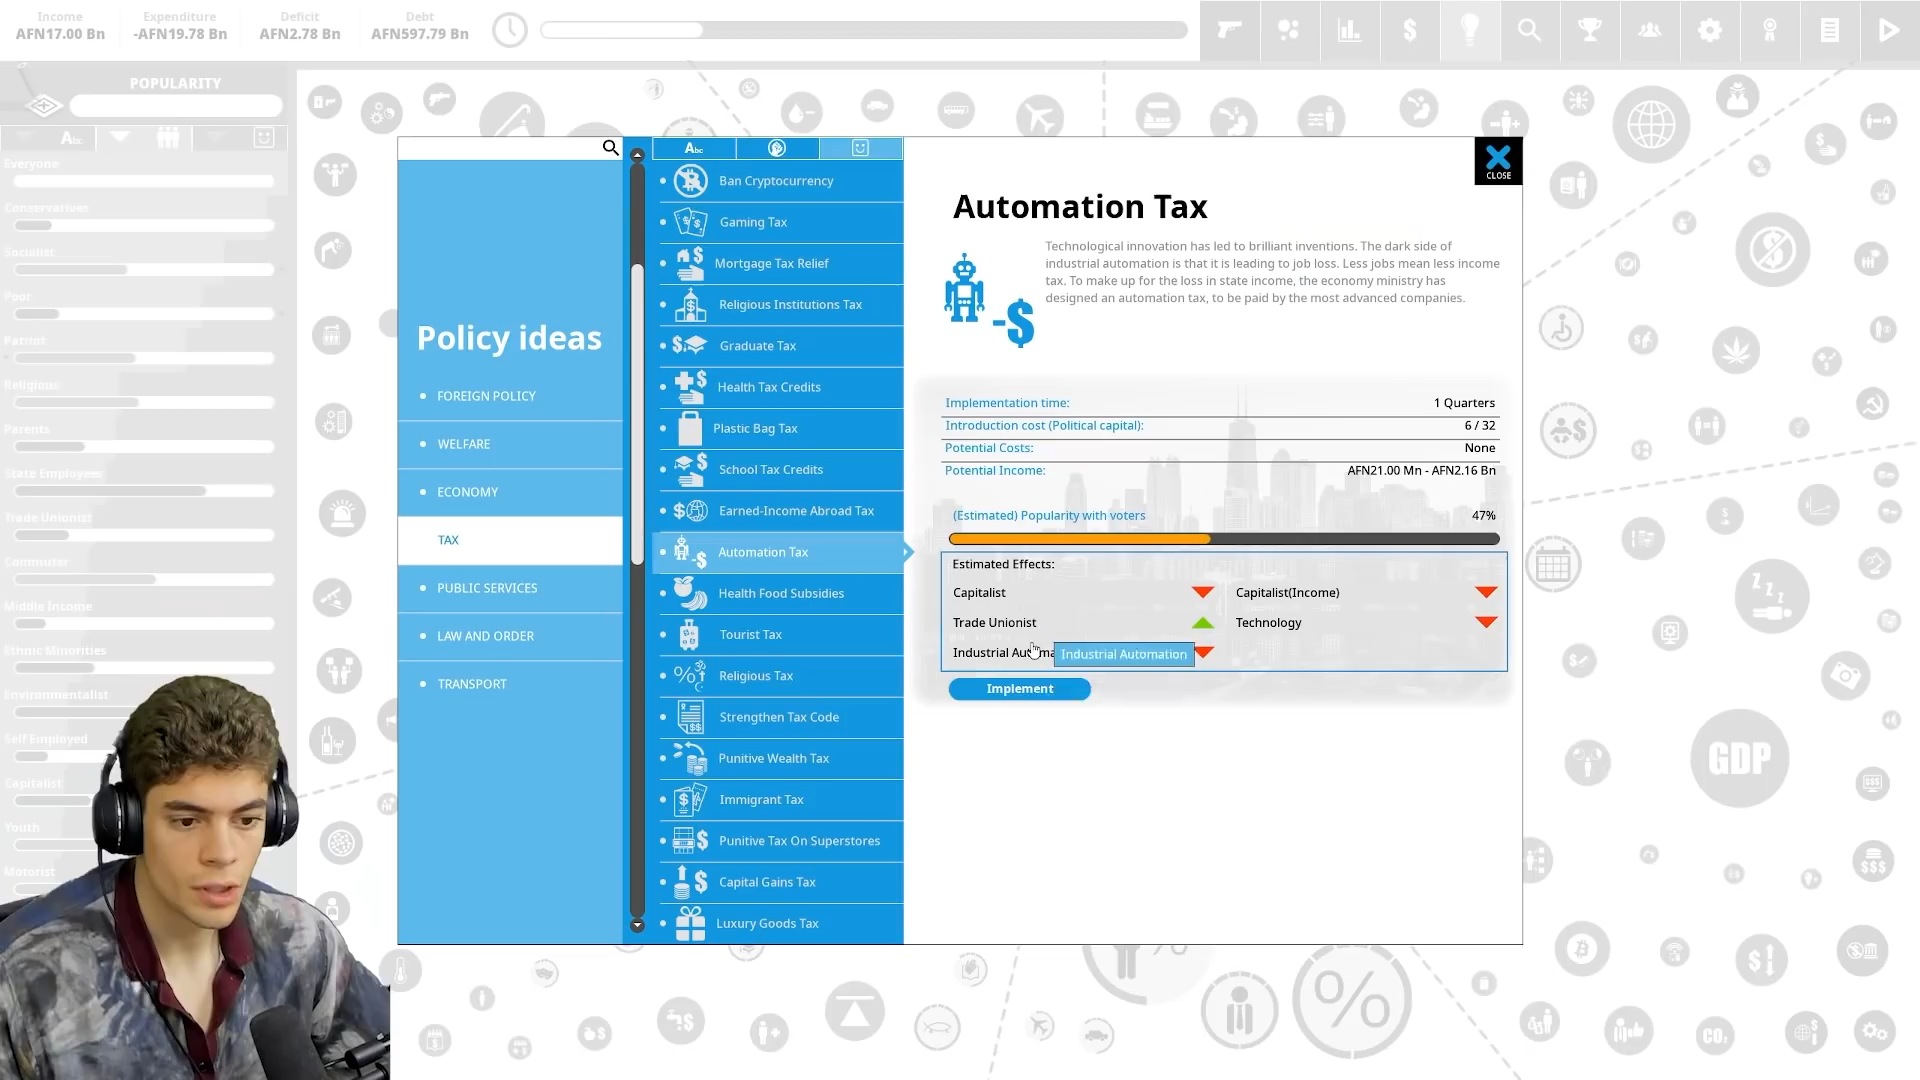 Income
Expenditure
Deficit
Debt
AFN17.00 Bn
-AFN19.78 Bn
AFN2.78 Bn
AFN597.79 Bn
POPULARITY
Abc
Everyone
Conservatives
Socialist
Poor
Patriot
Religious
Parents
State Employees
Trade Unionist
Commuter
Middle Income
Ethnic Minorities
Environmentalist
Self Employed
Capitalist
Youth
Motorist
Policy ideas
FOREIGN POLICY
WELFARE
ECONOMY
TAX
PUBLIC SERVICES
LAW AND ORDER
TRANSPORT
Abc
Ban Cryptocurrency
Gaming Tax
Mortgage Tax Relief
Religious Institutions Tax
Graduate Tax
Health Tax Credits
Plastic Bag Tax
School Tax Credits
Earned-Income Abroad Tax
Automation Tax
Health Food Subsidies
Tourist Tax
Religious Tax
Strengthen Tax Code
Punitive Wealth Tax
Immigrant Tax
Punitive Tax On Superstores
Capital Gains Tax
Luxury Goods Tax
CLOSE
Automation Tax
Technological innovation has led to brilliant inventions. The dark side of
industrial automation is that it is leading to job loss. Less jobs mean less income
tax. To make up for the loss in state income, the economy ministry has
designed an automation tax, to be paid by the most advanced companies.
-$
Implementation time:
1 Quarters
Introduction cost (Political capital):
6 / 32
Potential Costs:
None
Potential Income:
AFN21.00 Mn - AFN2.16 Bn
(Estimated) Popularity with voters
47%
Estimated Effects:
Capitalist
Capitalist(Income)
Trade Unionist
Technology
Industrial Automa
Industrial Automation
Implement
GDP
CO₂